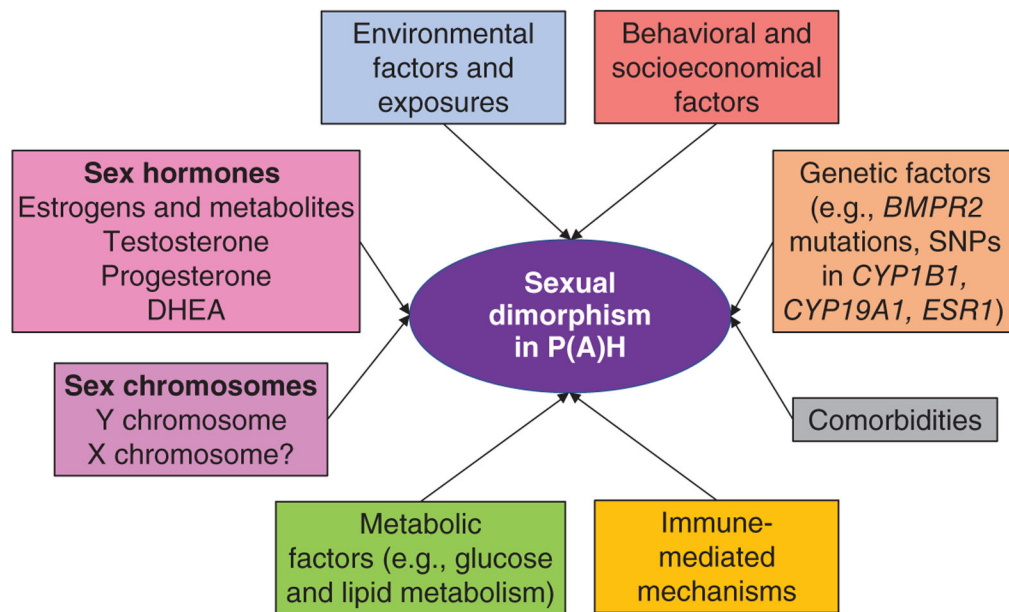 Environmental
factors and
exposures
Behavioral and
socioeconomical
factors
Sex hormones
Estrogens and metabolites
Testosterone
Progesterone
DHEA
Genetic factors
(e.g., BMPR2
mutations, SNPs
in CYP1B1,
CYP19A1, ESR1)
Sexual
dimorphism
in P(A)H
Sex chromosomes
Y chromosome
X chromosome?
Comorbidities
Metabolic
factors (e.g., glucose
and lipid metabolism)
Immune-
mediated
mechanisms